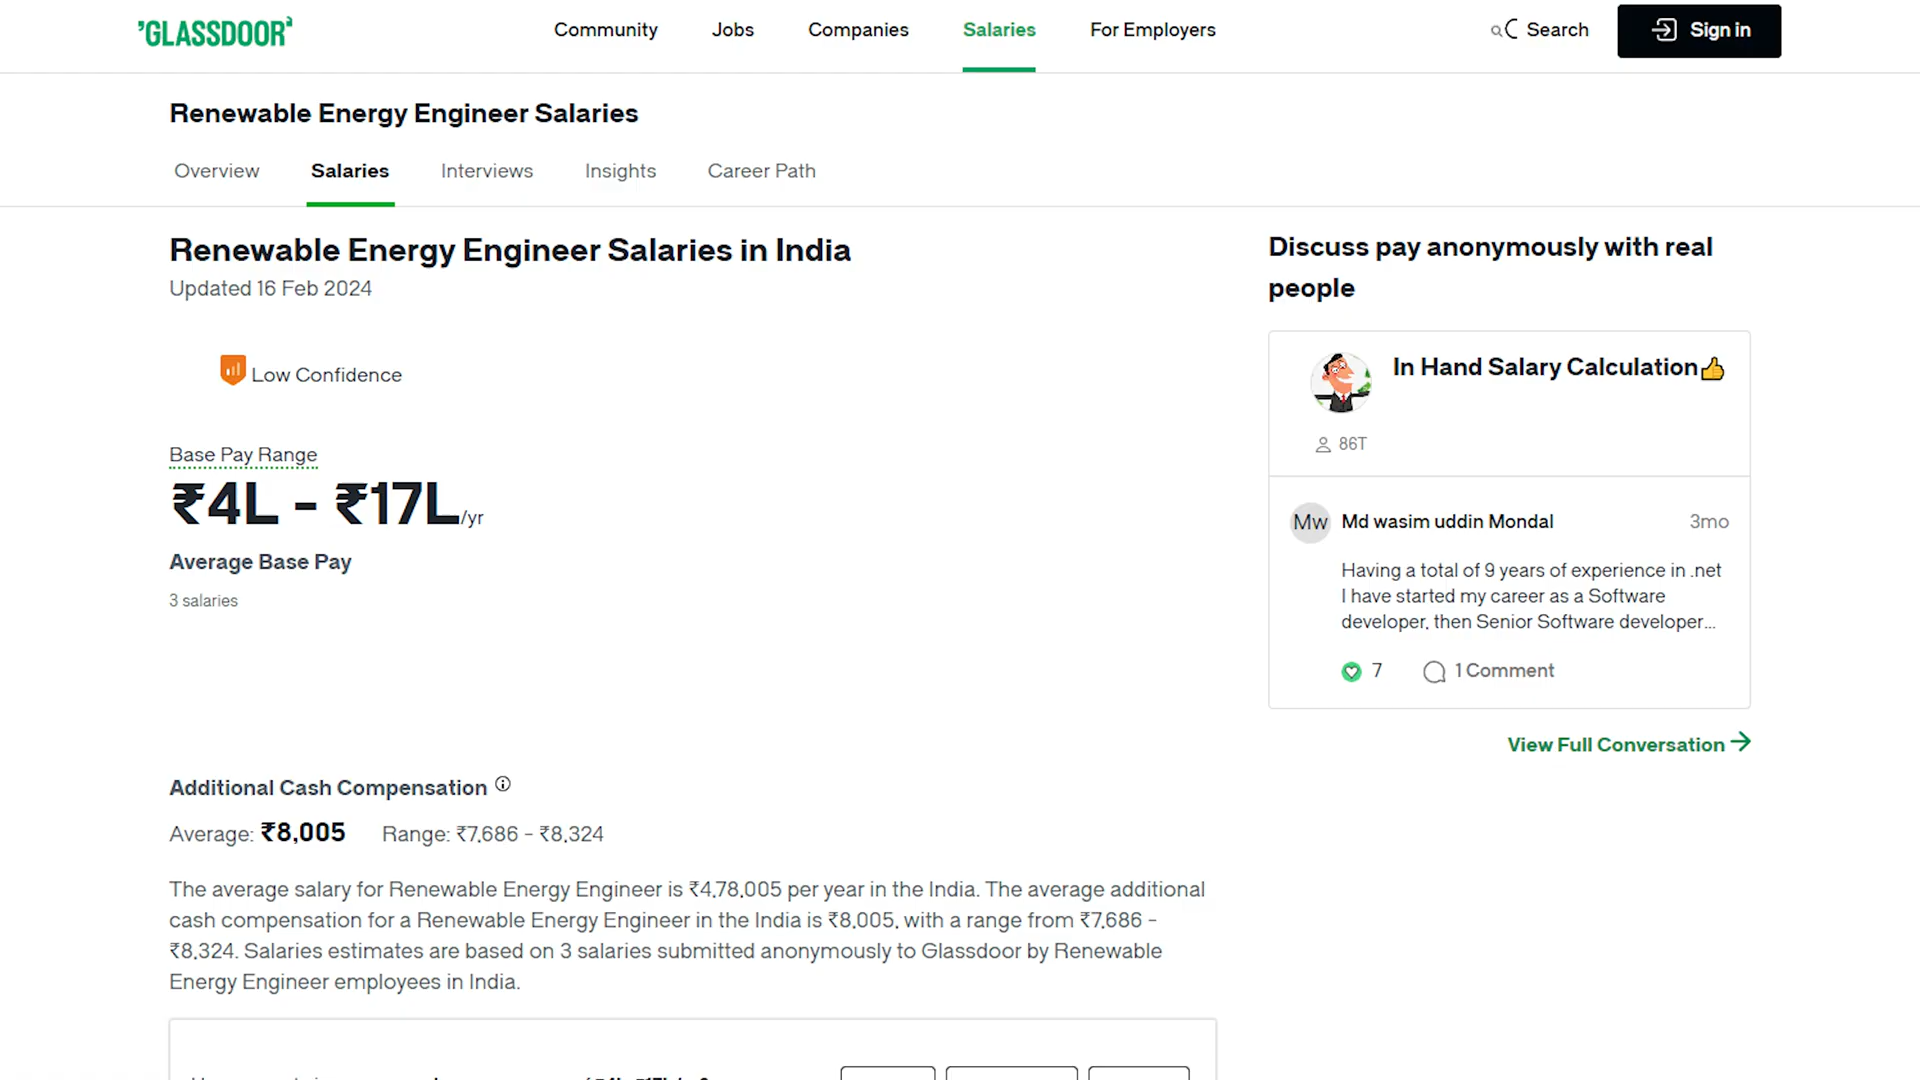 GLASSDOOR
Community
Jobs
Companies
Salaries
For Employers
Search
Sign in
Renewable Energy Engineer Salaries
Overview
Salaries
Interviews
Insights
Career Path
Renewable Energy Engineer Salaries in India
Updated 16 Feb 2024
Low Confidence
Base Pay Range
₹4L - ₹17L/yr
Average Base Pay
3 salaries
Additional Cash Compensation
Average: ₹8,005 Range: ₹7,686 - ₹8,324
The average salary for Renewable Energy Engineer is ₹4,78,005 per year in the India. The average additional
cash compensation for a Renewable Energy Engineer in the India is ₹8,005, with a range from ₹7,686 -
₹8,324. Salaries estimates are based on 3 salaries submitted anonymously to Glassdoor by Renewable
Energy Engineer employees in India.
Discuss pay anonymously with real
people
In Hand Salary Calculation👍
86T
Mw Md wasim uddin Mondal 3mo
Having a total of 9 years of experience in .net
I have started my career as a Software
developer, then Senior Software developer...
7 1 Comment
View Full Conversation